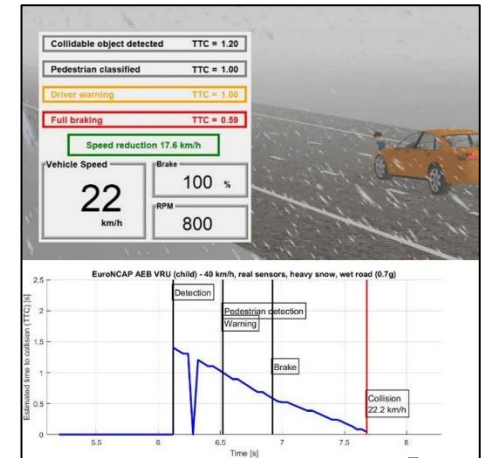 Collidable object detected TTC = 1.20
Pedestrian classified TTC = 1.00
Driver warning TTC = 1.00
Full braking TTC = 0.59
Speed reduction 17.6 km/h
Vehicle Speed
22
km/h
Brake
100 %
RPM
800
EuroNCAP AEB VRU (child) - 40 km/h, real sensors, heavy snow, wet road (0.7g)
Estimated time to collision (TTC) [s]
2.5
2
1.5
1
0.5
0
Detection
Pedestrian detection
Warning
Brake
Collision
22.2 km/h
5.5 6 6.5 7 7.5 8
Time [s]